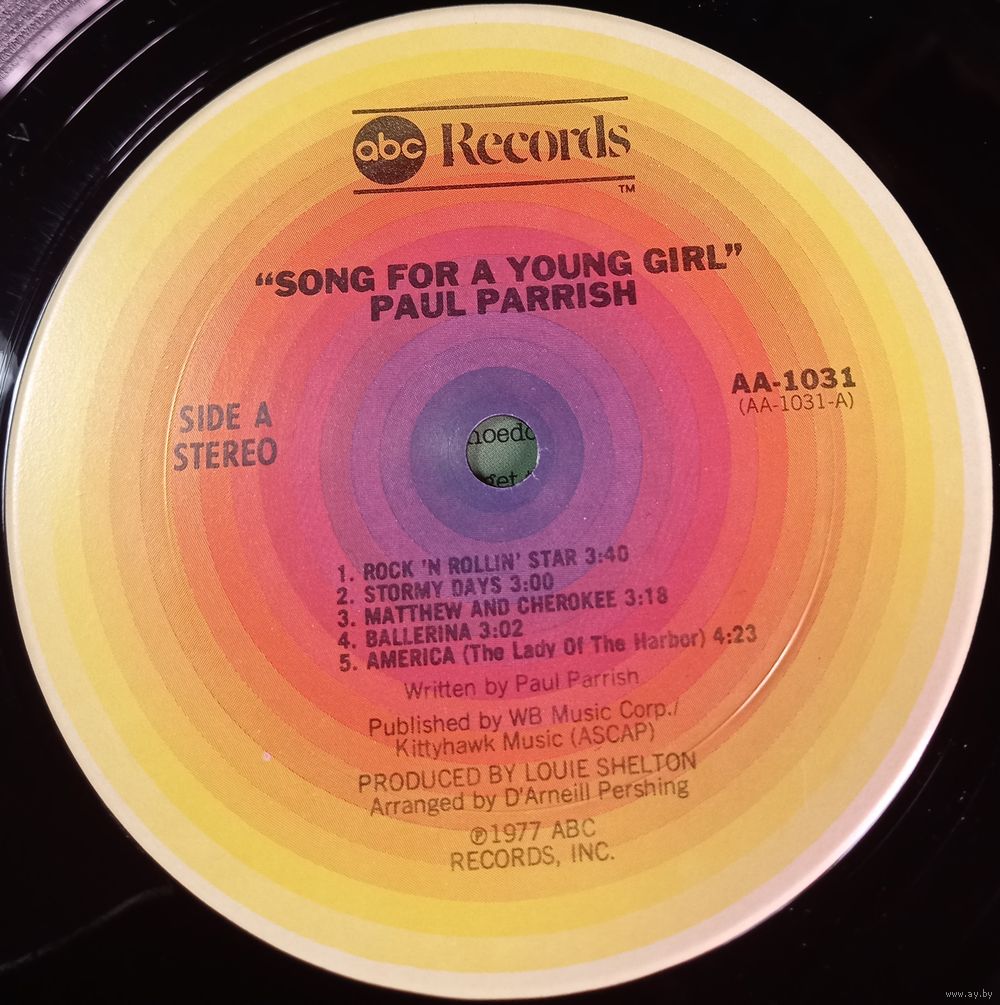 abc Records
TM
“SONG FOR A YOUNG GIRL”
PAUL PARRISH
AA-1031
(AA-1031-A)
SIDE A
STEREO
1. ROCK 'N ROLLIN' STAR 3:40
2. STORMY DAYS 3:00
3. MATTHEW AND CHEROKEE 3:18
4. BALLERINA 3:02
5. AMERICA (The Lady Of The Harbor) 4:23
Written by Paul Parrish
Published by WB Music Corp./
Kittyhawk Music (ASCAP)
PRODUCED BY LOUIE SHELTON
Arranged by D'Arneill Pershing
℗1977 ABC
RECORDS, INC.
www.ay.by